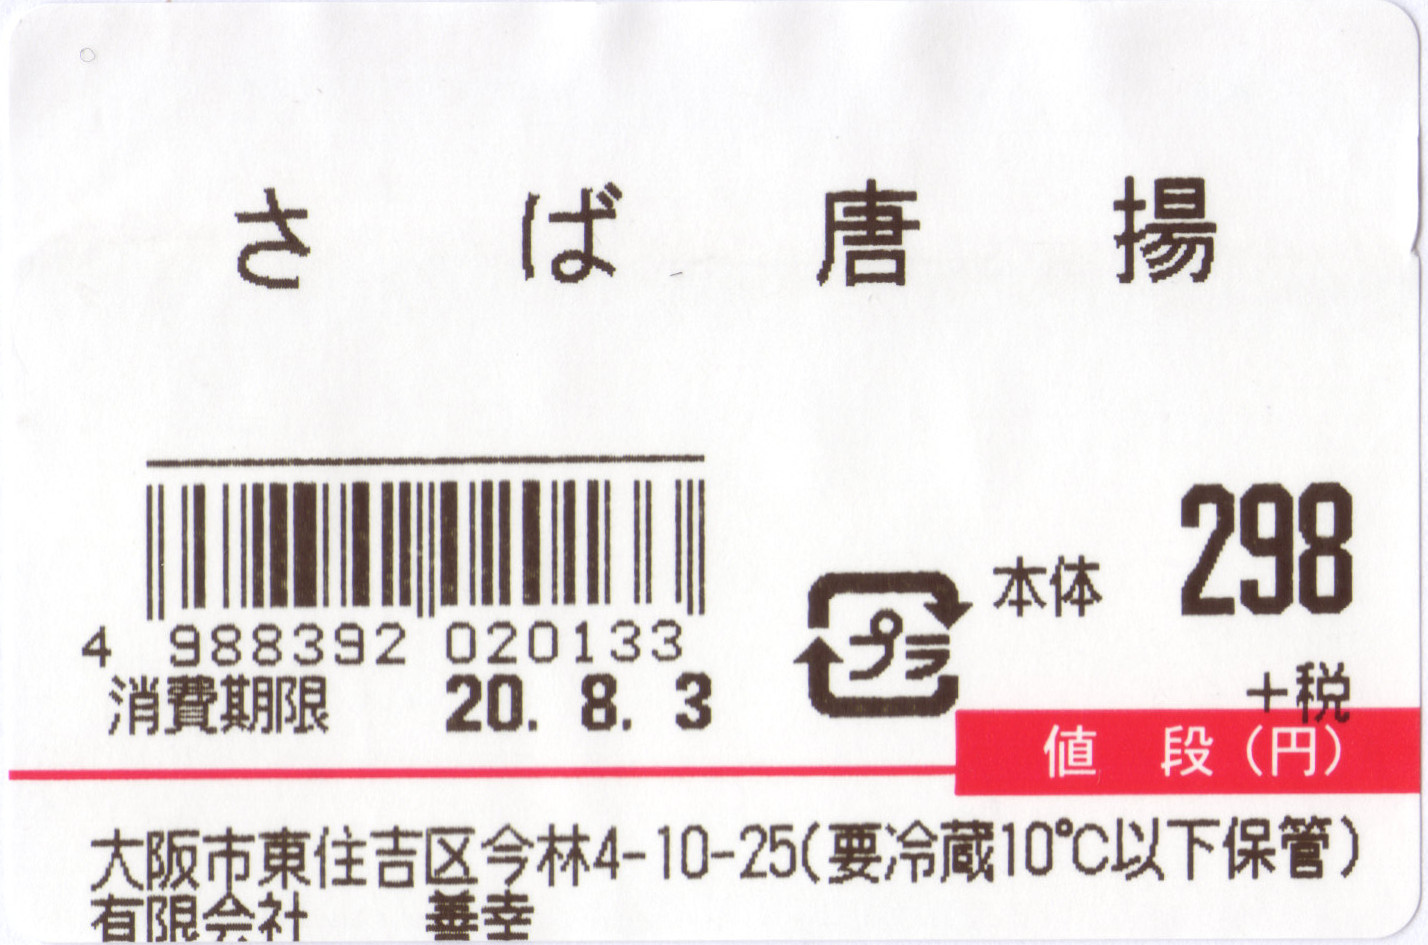 さば唐揚
4 988392 020133
消費期限 20. 8. 3
プラ
本体 298
+税
値 段(円)
大阪市東住吉区今林4-10-25(要冷蔵10℃以下保管)
有限会社 善幸